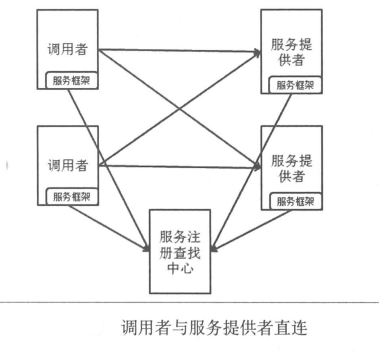 调用者
服务框架
服务提
供者
服务框架
调用者
服务框架
服务提
供者
服务框架
服务注
册查找
中心
调用者与服务提供者直连